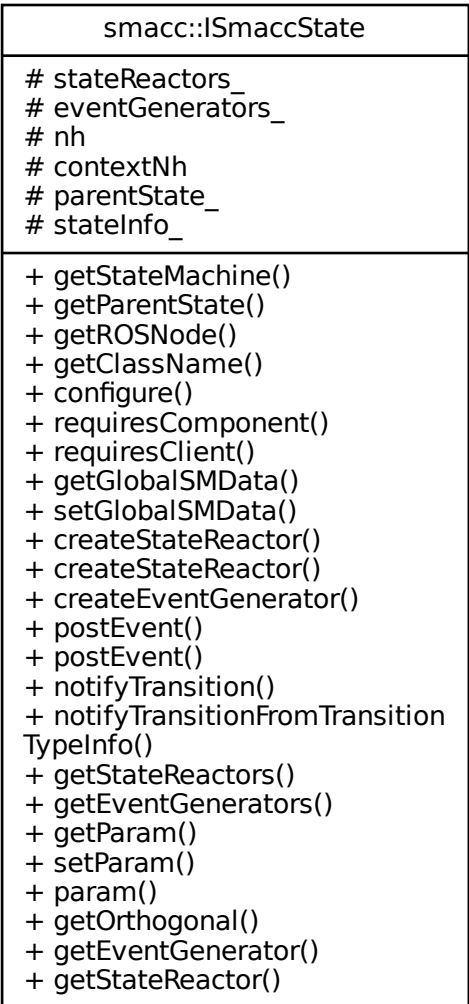 smacc::ISmaccState
# stateReactors_
# eventGenerators_
# nh
# contextNh
# parentState_
# stateInfo_
+ getStateMachine()
+ getParentState()
+ getROSNode()
+ getClassName()
+ configure()
+ requiresComponent()
+ requiresClient()
+ getGlobalSMData()
+ setGlobalSMData()
+ createStateReactor()
+ createStateReactor()
+ createEventGenerator()
+ postEvent()
+ postEvent()
+ notifyTransition()
+ notifyTransitionFromTransition
TypeInfo()
+ getStateReactors()
+ getEventGenerators()
+ getParam()
+ setParam()
+ param()
+ getOrthogonal()
+ getEventGenerator()
+ getStateReactor()